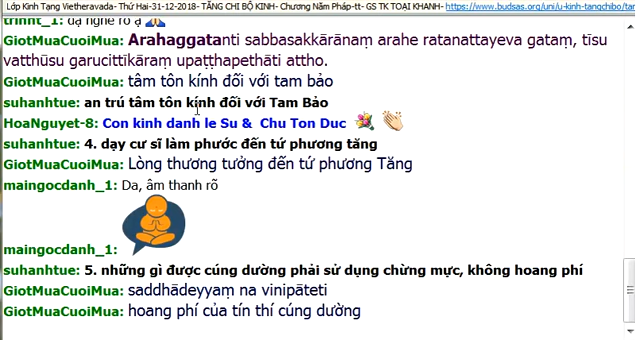 Lớp Kinh Tạng Vietheravada- Thứ Hai-31-12-2018- TĂNG CHI BỘ KINH- Chương Năm Pháp-tt- GS TK TOẠI KHANH- https://www.budsas.org/uni/u-kinh-tangchibo/tan
trinht_1: dạ nghe rõ ạ
GiotMuaCuoiMua: Arahaggatanti sabbasakkārānaṃ arahe ratanattayeva gataṃ, tīsu
vatthūsu garucittīkāraṃ upaṭṭhapethāti attho.
GiotMuaCuoiMua: tâm tôn kính đối với tam bảo
suhanhtue: an trú tâm tôn kính đối với Tam Bảo
HoaNguyet-8: Con kinh danh le Su & Chu Ton Duc
suhanhtue: 4. dạy cư sĩ làm phước đến tứ phương tăng
GiotMuaCuoiMua: Lòng thương tưởng đến tứ phương Tăng
maingocdanh_1: Da, âm thanh rõ
maingocdanh_1:
suhanhtue: 5. những gì được cúng dường phải sử dụng chừng mực, không hoang phí
GiotMuaCuoiMua: saddhādeyyaṃ na vinipāteti
GiotMuaCuoiMua: hoang phí của tín thí cúng dường